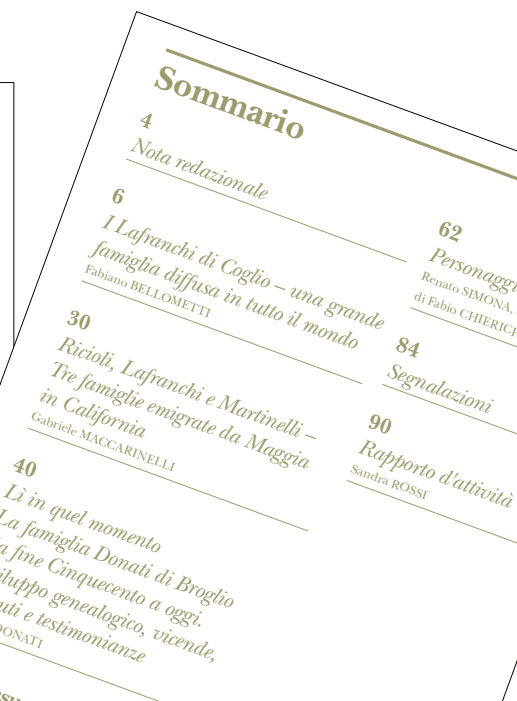 Sommario
4
Nota redazionale
6
I Lafranchi di Coglio – una grande
famiglia diffusa in tutto il mondo
Fabiano BELLOMETTI
30
Ricioli, Lafranchi e Martinelli –
Tre famiglie emigrate da Maggia
in California
Gabriele MACCARINELLI
40
Lì in quel momento
La famiglia Donati di Broglio
fine Cinquecento a oggi.
genealogico, vicende,
e testimonianze
DONATI
62
Personaggi
Renato SIMONA,
di Fabio
84
Segnalazioni
90
Rapporto d'attività
Sandra ROSSI